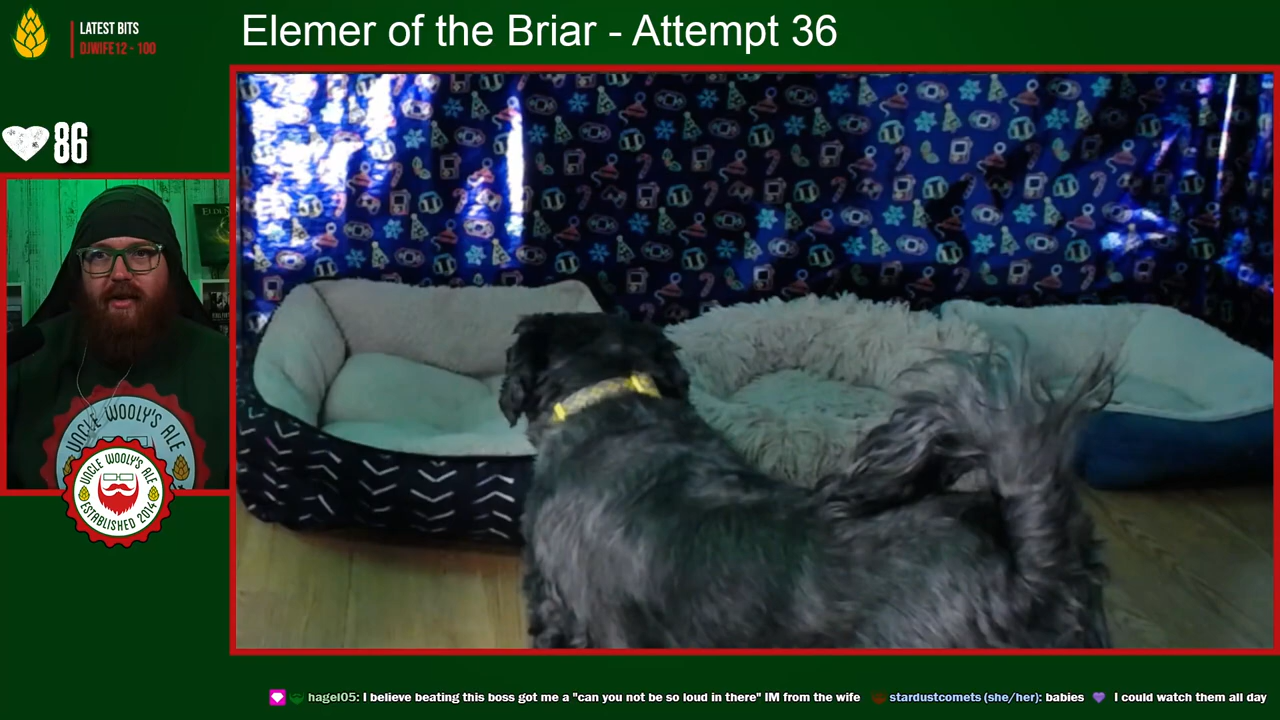 LATEST BITS
DJWIFE12 - 100
Elemer of the Briar - Attempt 36
86
UNCLE WOOLY'S ALE
UNCLE WOOLY'S ALE
ESTABLISHED 2014
hagel05: I believe beating this boss got me a "can you not be so loud in there" IM from the wife stardustcomets (she/her): babies I could watch them all day